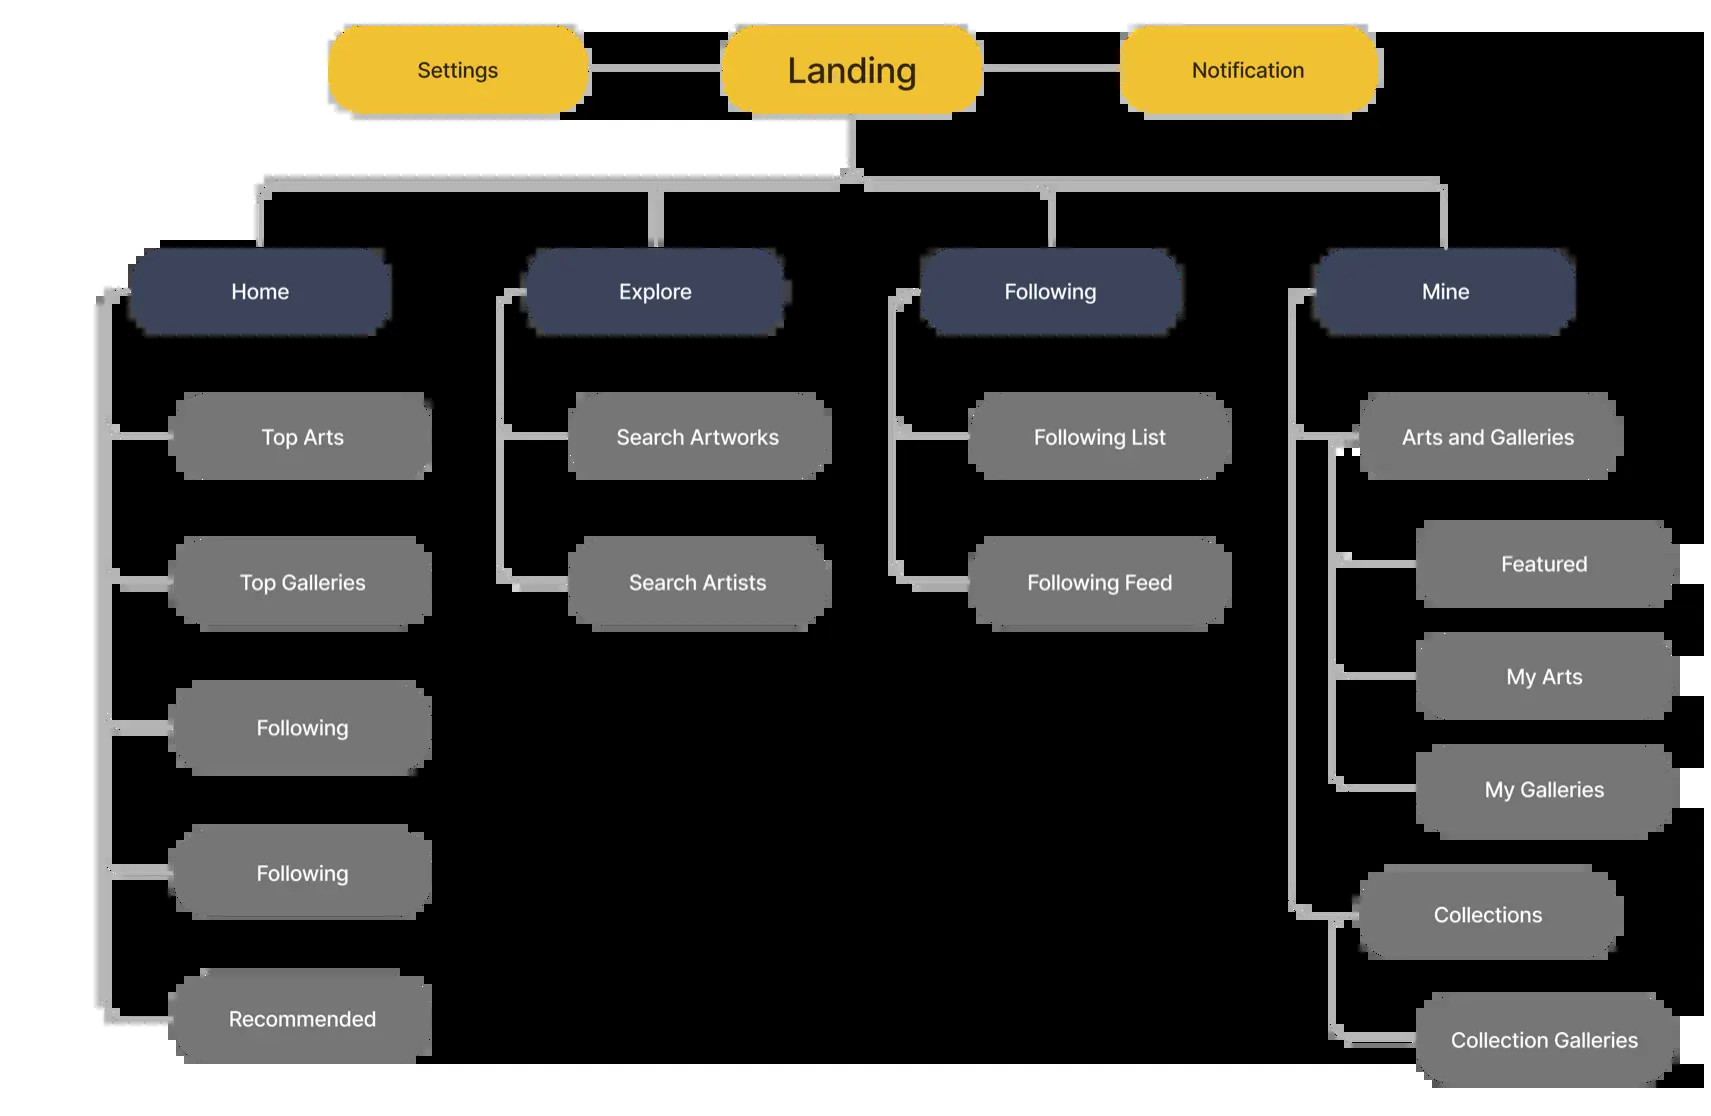 Settings
Landing
Notification
Home
Explore
Following
Mine
Top Arts
Search Artworks
Following List
Arts and Galleries
Top Galleries
Search Artists
Following Feed
Featured
My Arts
Following
My Galleries
Following
Collections
Recommended
Collection Galleries